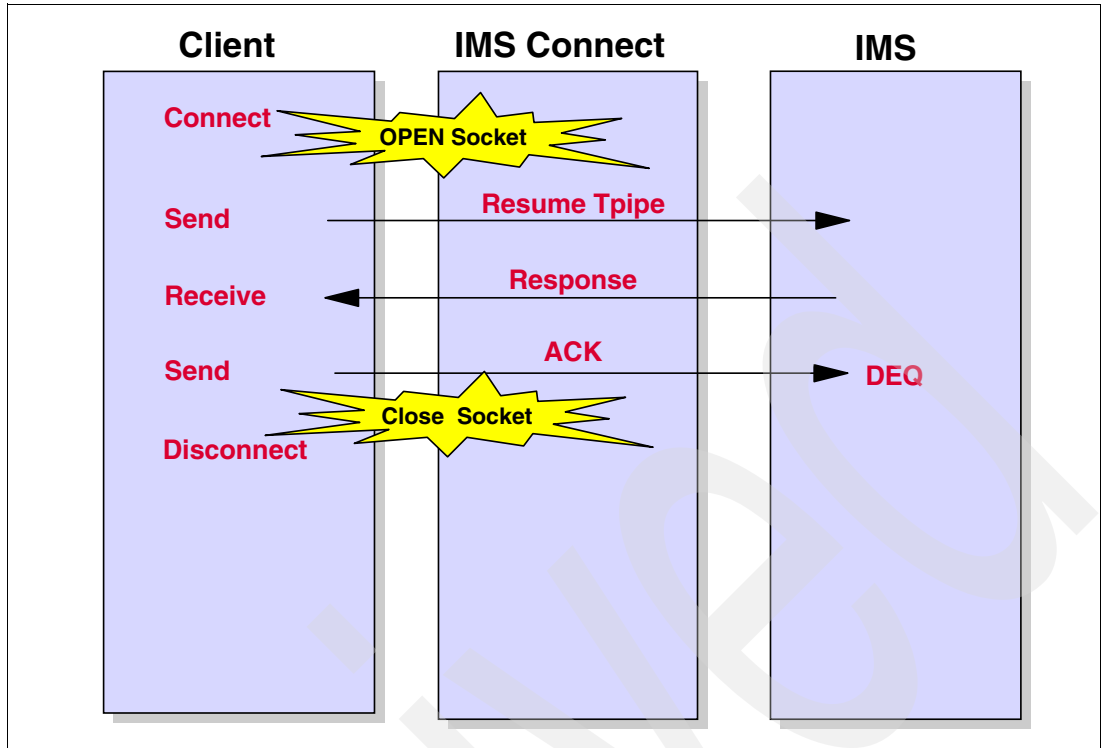 Client
IMS Connect
IMS
Connect
OPEN Socket
Send
Resume Tpipe
Receive
Response
Send
ACK
DEQ
Close Socket
Disconnect